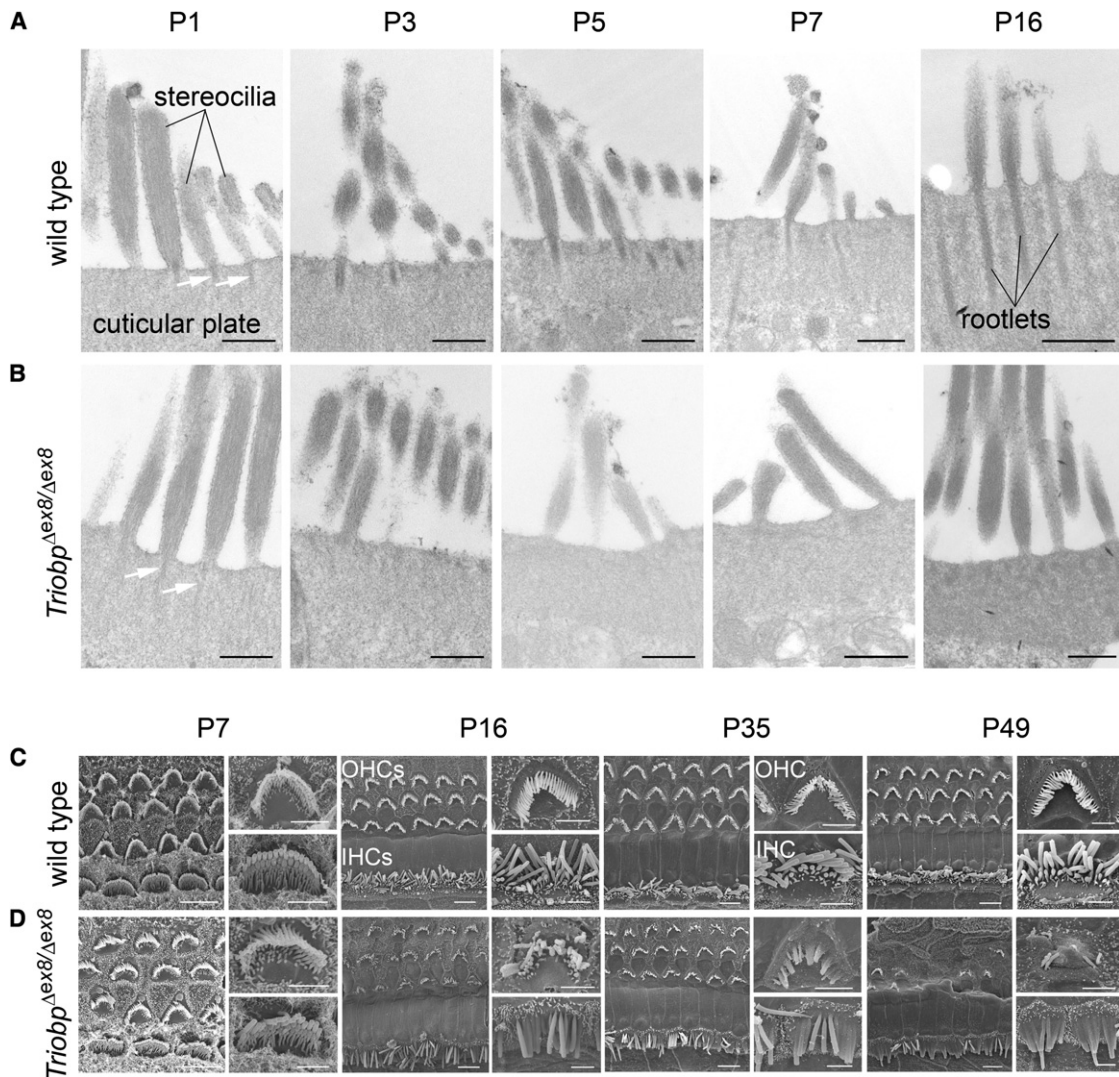 A P1 P3 P5 P7 P16
wild type
stereocilia
cuticular plate
rootlets
B
Triobp^Δex8/Δex8
P7 P16 P35 P49
C
wild type
OHCs
OHC
IHCs
IHC
D
Triobp^Δex8/Δex8